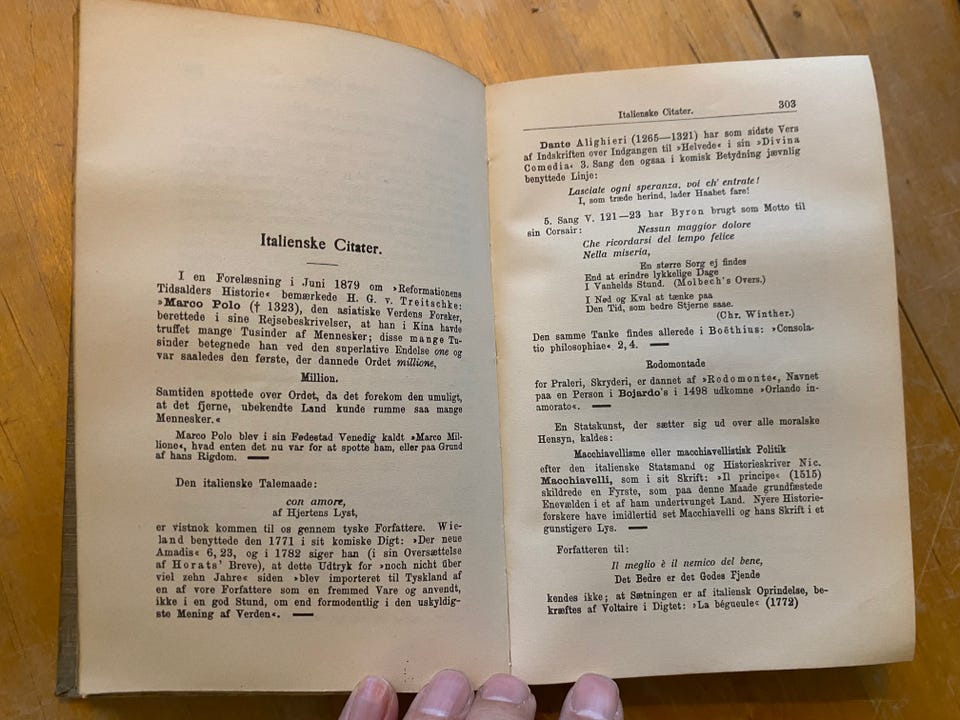 Italienske Citater.
I en Forelæsning i Juni 1879 om »Reformationens
Tidsalders Historie« bemærkede H. G. v. Treitschke:
»Marco Polo († 1323), den asiatiske Verdens Forsker,
berettede i sine Rejsebeskrivelser, at han i Kina havde
truffet mange Tusinder af Mennesker; disse mange Tu-
sinder betegnede han ved den superlative Endelse one og
var saaledes den første, der dannede Ordet millione,
Million.
Samtiden spottede over Ordet, da det forekom den umuligt,
at det fjerne, ubekendte Land kunde rumme saa mange
Mennesker.«
Marco Polo blev i sin Fødestad Venedig kaldt »Marco Mil-
lione«, hvad enten det nu var for at spotte ham, eller paa Grund
af hans Rigdom. —
Den italienske Talemaade:
con amore,
af Hjertens Lyst,
er vistnok kommen til os gennem tyske Forfattere. Wie-
land benyttede den 1771 i sit komiske Digt: »Der neue
Amadis« 6, 23, og i 1782 siger han (i sin Oversættelse
af Horats' Breve), at dette Udtryk for »noch nicht über
viel zehn Jahre« siden »blev importeret til Tyskland af
en af vore Forfattere som en fremmed Vare og anvendt,
ikke i en god Stund, om end formodentlig i den uskyldig-
ste Mening af Verden«. —
Italienske Citater. 303
Dante Alighieri (1265—1321) har som sidste Vers
af Indskriften over Indgangen til »Helvede« i sin »Divina
Comedia« 3. Sang den ogsaa i komisk Betydning jævnlig
benyttede Linje:
Lasciate ogni speranza, voi ch' entrate!
I, som træde herind, lader Haabet fare!
5. Sang V. 121—23 har Byron brugt som Motto til
sin Corsair: Nessun maggior dolore
Che ricordarsi del tempo felice
Nella miseria,
En større Sorg ej findes
End at erindre lykkelige Dage
I Vanhelds Stund. (Molbech's Overs.)
I Nød og Kval at tænke paa
Den Tid, som bedre Stjerne saae.
(Chr. Winther.)
Den samme Tanke findes allerede i Boëthius: »Consola-
tio philosophiae« 2, 4. —
Rodomontade
for Praleri, Skryderi, er dannet af »Rodomonte«, Navnet
paa en Person i Bojardo's i 1498 udkomne »Orlando in-
amorato«. —
En Statskunst, der sætter sig ud over alle moralske
Hensyn, kaldes:
Macchiavellisme eller macchiavellistisk Politik
efter den italienske Statsmand og Historieskriver Nic.
Macchiavelli, som i sit Skrift: »Il principe« (1515)
skildrede en Fyrste, som paa denne Maade grundfæstede
Enevælden i et af ham undertvunget Land. Nyere Historie-
forskere have imidlertid set Macchiavelli og hans Skrift i et
gunstigere Lys. —
Forfatteren til:
Il meglio è il nemico del bene,
Det Bedre er det Godes Fjende
kendes ikke; at Sætningen er af italiensk Oprindelse, be-
kræftes af Voltaire i Digtet: »La bégueule« (1772)